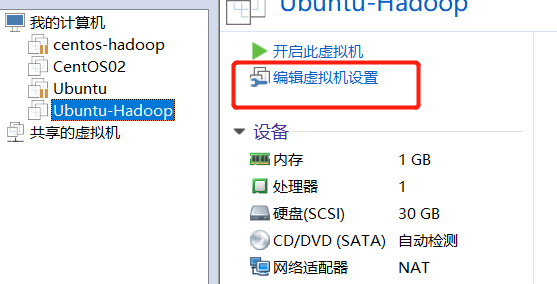 我的计算机
centos-hadoop
CentOS02
Ubuntu
Ubuntu-Hadoop
共享的虚拟机
Ubuntu-Hadoop
开启此虚拟机
编辑虚拟机设置
设备
内存 1 GB
处理器 1
硬盘(SCSI) 30 GB
CD/DVD (SATA) 自动检测
网络适配器 NAT